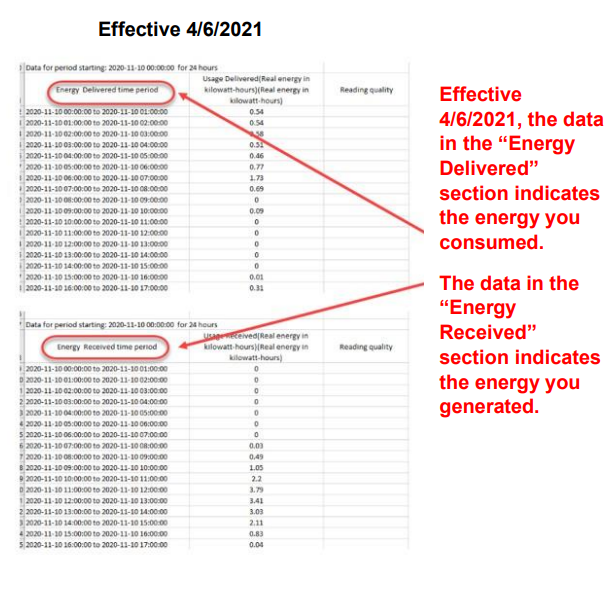 Effective 4/6/2021
Data for period starting: 2020-11-10 00:00:00 for 24 hours
Energy Delivered time period
Usage Delivered(Real energy in
kilowatt-hours)(Real energy in
kilowatt-hours)
Reading quality
2020-11-10 00:00:00 to 2020-11-10 01:00:00 0.54
2020-11-10 01:00:00 to 2020-11-10 02:00:00 0.54
2020-11-10 02:00:00 to 2020-11-10 03:00:00 0.58
2020-11-10 03:00:00 to 2020-11-10 04:00:00 0.51
2020-11-10 04:00:00 to 2020-11-10 05:00:00 0.46
2020-11-10 05:00:00 to 2020-11-10 06:00:00 0.77
2020-11-10 06:00:00 to 2020-11-10 07:00:00 1.73
2020-11-10 07:00:00 to 2020-11-10 08:00:00 0.69
2020-11-10 08:00:00 to 2020-11-10 09:00:00 0
2020-11-10 09:00:00 to 2020-11-10 10:00:00 0.09
2020-11-10 10:00:00 to 2020-11-10 11:00:00 0
2020-11-10 11:00:00 to 2020-11-10 12:00:00 0
2020-11-10 12:00:00 to 2020-11-10 13:00:00 0
2020-11-10 13:00:00 to 2020-11-10 14:00:00 0
2020-11-10 14:00:00 to 2020-11-10 15:00:00 0
2020-11-10 15:00:00 to 2020-11-10 16:00:00 0.01
2020-11-10 16:00:00 to 2020-11-10 17:00:00 0.31
Data for period starting: 2020-11-10 00:00:00 for 24 hours
Energy Received time period
Usage Received(Real energy in
kilowatt-hours)(Real energy in
kilowatt-hours)
Reading quality
2020-11-10 00:00:00 to 2020-11-10 01:00:00 0
2020-11-10 01:00:00 to 2020-11-10 02:00:00 0
2020-11-10 02:00:00 to 2020-11-10 03:00:00 0
2020-11-10 03:00:00 to 2020-11-10 04:00:00 0
2020-11-10 04:00:00 to 2020-11-10 05:00:00 0
2020-11-10 05:00:00 to 2020-11-10 06:00:00 0
2020-11-10 06:00:00 to 2020-11-10 07:00:00 0
2020-11-10 07:00:00 to 2020-11-10 08:00:00 0.03
2020-11-10 08:00:00 to 2020-11-10 09:00:00 0.49
2020-11-10 09:00:00 to 2020-11-10 10:00:00 1.05
2020-11-10 10:00:00 to 2020-11-10 11:00:00 2.2
2020-11-10 11:00:00 to 2020-11-10 12:00:00 3.79
2020-11-10 12:00:00 to 2020-11-10 13:00:00 3.41
2020-11-10 13:00:00 to 2020-11-10 14:00:00 3.03
2020-11-10 14:00:00 to 2020-11-10 15:00:00 2.11
2020-11-10 15:00:00 to 2020-11-10 16:00:00 0.83
2020-11-10 16:00:00 to 2020-11-10 17:00:00 0.04
Effective
4/6/2021, the data
in the “Energy
Delivered”
section indicates
the energy you
consumed.
The data in the
“Energy
Received”
section indicates
the energy you
generated.